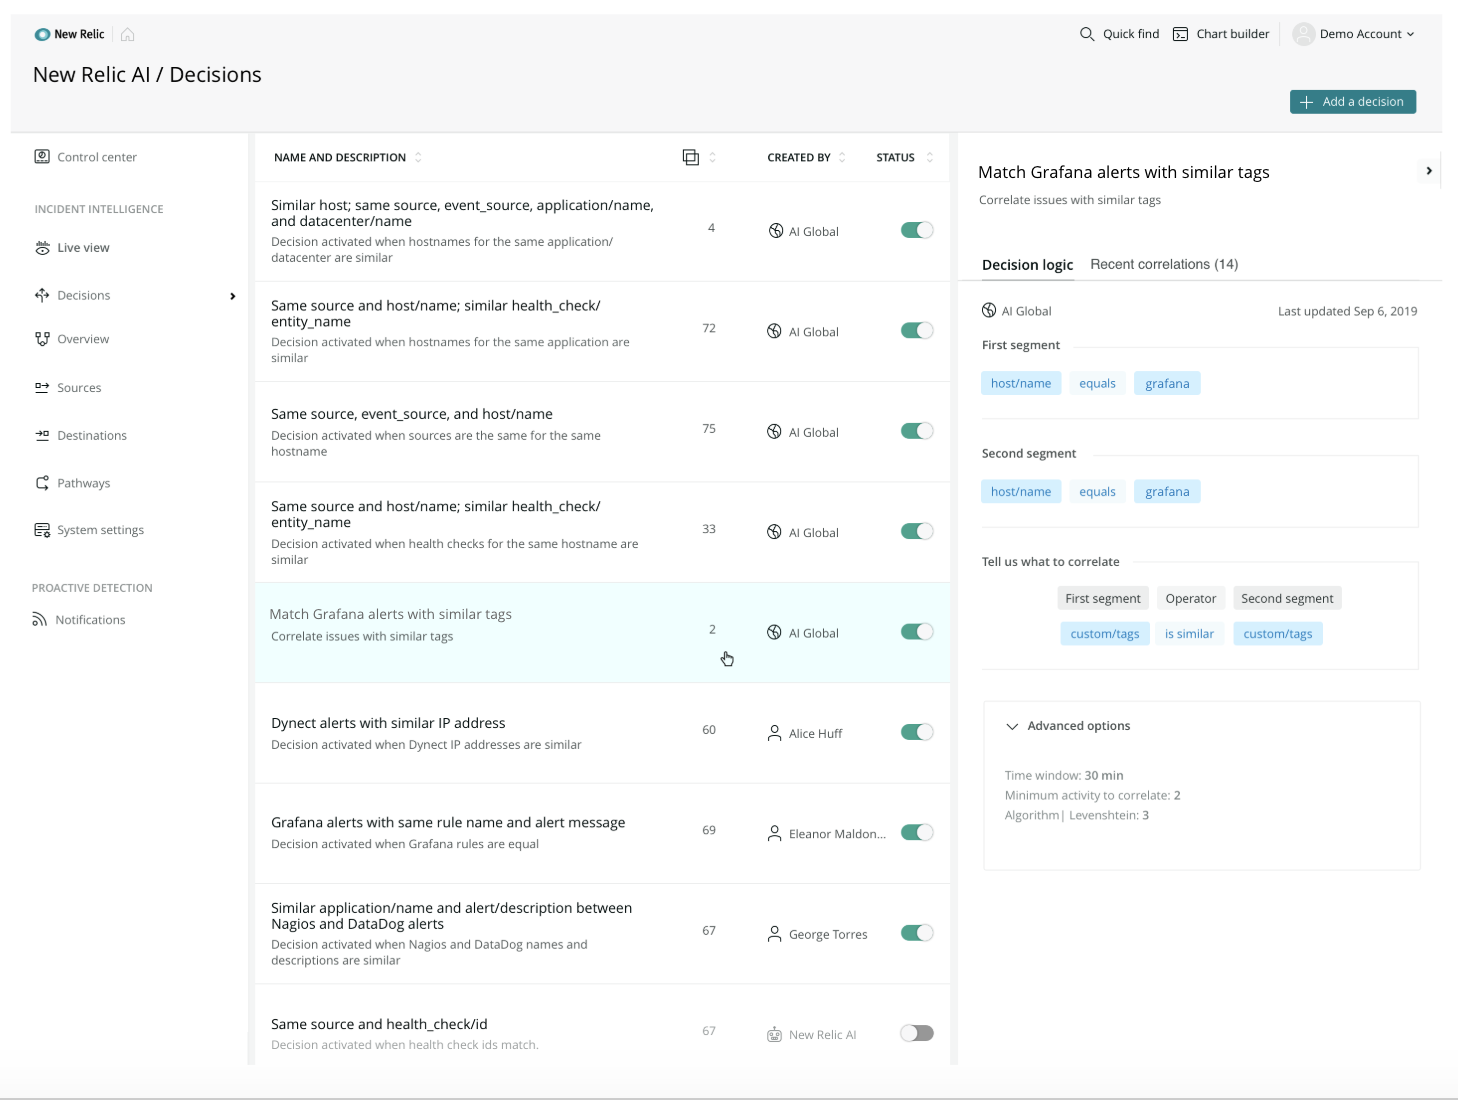 New Relic
Quick find
Chart builder
Demo Account
New Relic AI / Decisions
Add a decision
Control center
INCIDENT INTELLIGENCE
Live view
Decisions
Overview
Sources
Destinations
Pathways
System settings
PROACTIVE DETECTION
Notifications
NAME AND DESCRIPTION
CREATED BY
STATUS
Similar host; same source, event_source, application/name,
and datacenter/name
Decision activated when hostnames for the same application/
datacenter are similar
4
AI Global
Same source and host/name; similar health_check/
entity_name
Decision activated when hostnames for the same application are
similar
72
AI Global
Same source, event_source, and host/name
Decision activated when sources are the same for the same
hostname
75
AI Global
Same source and host/name; similar health_check/
entity_name
Decision activated when health checks for the same hostname are
similar
33
AI Global
Match Grafana alerts with similar tags
Correlate issues with similar tags
2
AI Global
Dynect alerts with similar IP address
Decision activated when Dynect IP addresses are similar
60
Alice Huff
Grafana alerts with same rule name and alert message
Decision activated when Grafana rules are equal
69
Eleanor Maldon...
Similar application/name and alert/description between
Nagios and DataDog alerts
Decision activated when Nagios and DataDog names and
descriptions are similar
67
George Torres
Same source and health_check/id
Decision activated when health check ids match.
67
New Relic AI
Match Grafana alerts with similar tags
Correlate issues with similar tags
Decision logic
Recent correlations (14)
AI Global
Last updated Sep 6, 2019
First segment
host/name equals grafana
Second segment
host/name equals grafana
Tell us what to correlate
First segment Operator Second segment
custom/tags is similar custom/tags
Advanced options
Time window: 30 min
Minimum activity to correlate: 2
Algorithm| Levenshtein: 3